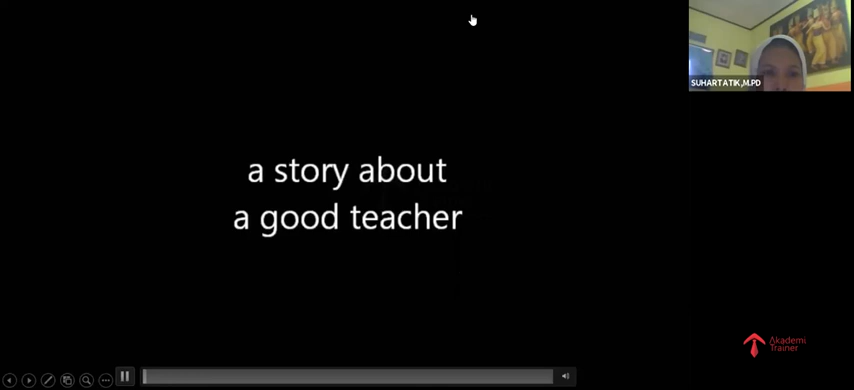 a story about
a good teacher
SUHARTATIK,M.PD
Akademi
Trainer